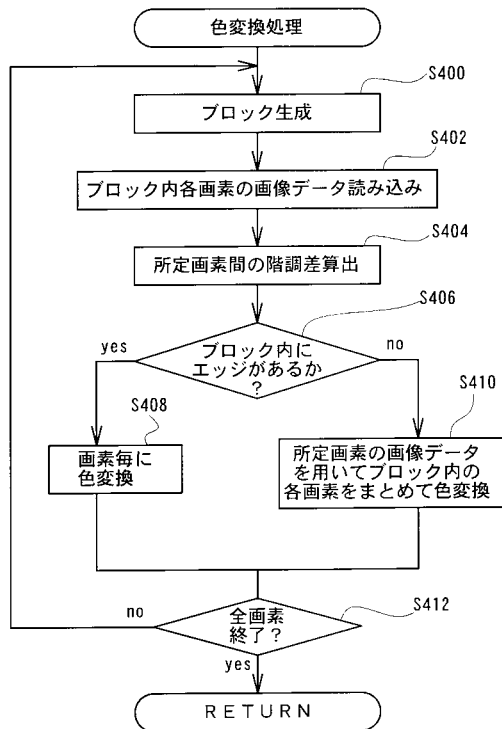 色変換処理
S400
ブロック生成
S402
ブロック内各画素の画像データ読み込み
S404
所定画素間の階調差算出
S406
ブロック内に
エッジがあるか
?
yes
no
S408
画素毎に
色変換
S410
所定画素の画像データ
を用いてブロック内の
各画素をまとめて色変換
S412
全画素
終了?
no
yes
RETURN